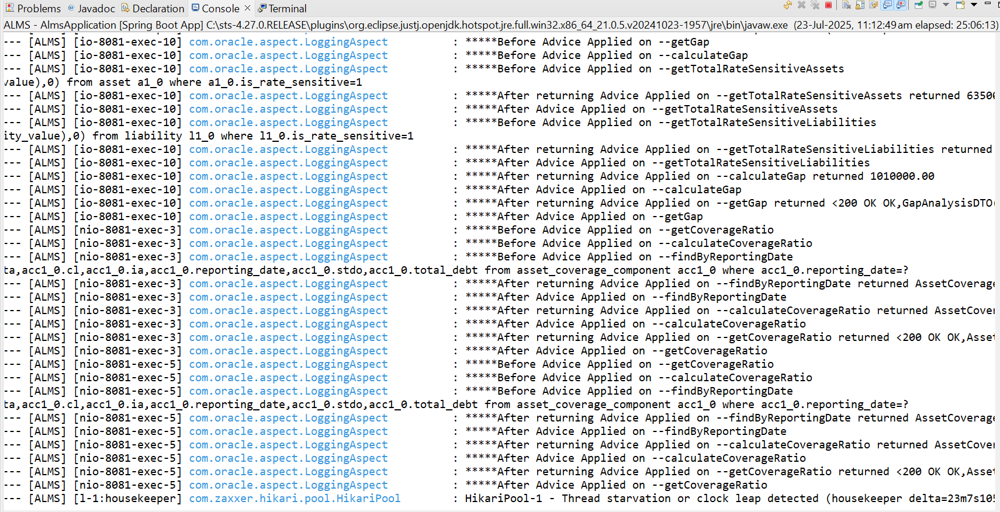 Problems @ Javadoc Declaration Console Terminal
ALMS - AlmsApplication [Spring Boot App] C:\sts-4.27.0.RELEASE\plugins\org.eclipse.justj.openjdk.hotspot.jre.full.win32.x86_64_21.0.5.v20241023-1957\jre\bin\javaw.exe (23-Jul-2025, 11:12:49 am elapsed: 25:06:13)
--- [ALMS] [io-8081-exec-10] com.oracle.aspect.LoggingAspect : *****Before Advice Applied on --getGap
--- [ALMS] [io-8081-exec-10] com.oracle.aspect.LoggingAspect : *****Before Advice Applied on --calculateGap
--- [ALMS] [io-8081-exec-10] com.oracle.aspect.LoggingAspect : *****Before Advice Applied on --getTotalRateSensitiveAssets
value),0) from asset a1_0 where a1_0.is_rate_sensitive=1
--- [ALMS] [io-8081-exec-10] com.oracle.aspect.LoggingAspect : *****After returning Advice Applied on --getTotalRateSensitiveAssets returned 63500
--- [ALMS] [io-8081-exec-10] com.oracle.aspect.LoggingAspect : *****After Advice Applied on --getTotalRateSensitiveAssets
--- [ALMS] [io-8081-exec-10] com.oracle.aspect.LoggingAspect : *****Before Advice Applied on --getTotalRateSensitiveLiabilities
ity_value),0) from liability l1_0 where l1_0.is_rate_sensitive=1
--- [ALMS] [io-8081-exec-10] com.oracle.aspect.LoggingAspect : *****After returning Advice Applied on --getTotalRateSensitiveLiabilities returned
--- [ALMS] [io-8081-exec-10] com.oracle.aspect.LoggingAspect : *****After Advice Applied on --getTotalRateSensitiveLiabilities
--- [ALMS] [io-8081-exec-10] com.oracle.aspect.LoggingAspect : *****After returning Advice Applied on --calculateGap returned 1010000.00
--- [ALMS] [io-8081-exec-10] com.oracle.aspect.LoggingAspect : *****After Advice Applied on --calculateGap
--- [ALMS] [io-8081-exec-10] com.oracle.aspect.LoggingAspect : *****After returning Advice Applied on --getGap returned <200 OK OK,GapAnalysisDTO(
--- [ALMS] [io-8081-exec-10] com.oracle.aspect.LoggingAspect : *****After Advice Applied on --getGap
--- [ALMS] [nio-8081-exec-3] com.oracle.aspect.LoggingAspect : *****Before Advice Applied on --getCoverageRatio
--- [ALMS] [nio-8081-exec-3] com.oracle.aspect.LoggingAspect : *****Before Advice Applied on --calculateCoverageRatio
--- [ALMS] [nio-8081-exec-3] com.oracle.aspect.LoggingAspect : *****Before Advice Applied on --findByReportingDate
ta,acc1_0.cl,acc1_0.ia,acc1_0.reporting_date,acc1_0.stdo,acc1_0.total_debt from asset_coverage_component acc1_0 where acc1_0.reporting_date=?
--- [ALMS] [nio-8081-exec-3] com.oracle.aspect.LoggingAspect : *****After returning Advice Applied on --findByReportingDate returned AssetCoverage
--- [ALMS] [nio-8081-exec-3] com.oracle.aspect.LoggingAspect : *****After Advice Applied on --findByReportingDate
--- [ALMS] [nio-8081-exec-3] com.oracle.aspect.LoggingAspect : *****After returning Advice Applied on --calculateCoverageRatio returned AssetCover
--- [ALMS] [nio-8081-exec-3] com.oracle.aspect.LoggingAspect : *****After Advice Applied on --calculateCoverageRatio
--- [ALMS] [nio-8081-exec-3] com.oracle.aspect.LoggingAspect : *****After returning Advice Applied on --getCoverageRatio returned <200 OK OK,Asset
--- [ALMS] [nio-8081-exec-3] com.oracle.aspect.LoggingAspect : *****After Advice Applied on --getCoverageRatio
--- [ALMS] [nio-8081-exec-5] com.oracle.aspect.LoggingAspect : *****Before Advice Applied on --getCoverageRatio
--- [ALMS] [nio-8081-exec-5] com.oracle.aspect.LoggingAspect : *****Before Advice Applied on --calculateCoverageRatio
--- [ALMS] [nio-8081-exec-5] com.oracle.aspect.LoggingAspect : *****Before Advice Applied on --findByReportingDate
ta,acc1_0.cl,acc1_0.ia,acc1_0.reporting_date,acc1_0.stdo,acc1_0.total_debt from asset_coverage_component acc1_0 where acc1_0.reporting_date=?
--- [ALMS] [nio-8081-exec-5] com.oracle.aspect.LoggingAspect : *****After returning Advice Applied on --findByReportingDate returned AssetCoverage
--- [ALMS] [nio-8081-exec-5] com.oracle.aspect.LoggingAspect : *****After Advice Applied on --findByReportingDate
--- [ALMS] [nio-8081-exec-5] com.oracle.aspect.LoggingAspect : *****After returning Advice Applied on --calculateCoverageRatio returned AssetCover
--- [ALMS] [nio-8081-exec-5] com.oracle.aspect.LoggingAspect : *****After Advice Applied on --calculateCoverageRatio
--- [ALMS] [nio-8081-exec-5] com.oracle.aspect.LoggingAspect : *****After returning Advice Applied on --getCoverageRatio returned <200 OK OK,Asset
--- [ALMS] [nio-8081-exec-5] com.oracle.aspect.LoggingAspect : *****After Advice Applied on --getCoverageRatio
--- [ALMS] [l-1:housekeeper] com.zaxxer.hikari.pool.HikariPool : HikariPool-1 - Thread starvation or clock leap detected (housekeeper delta=23m7s105